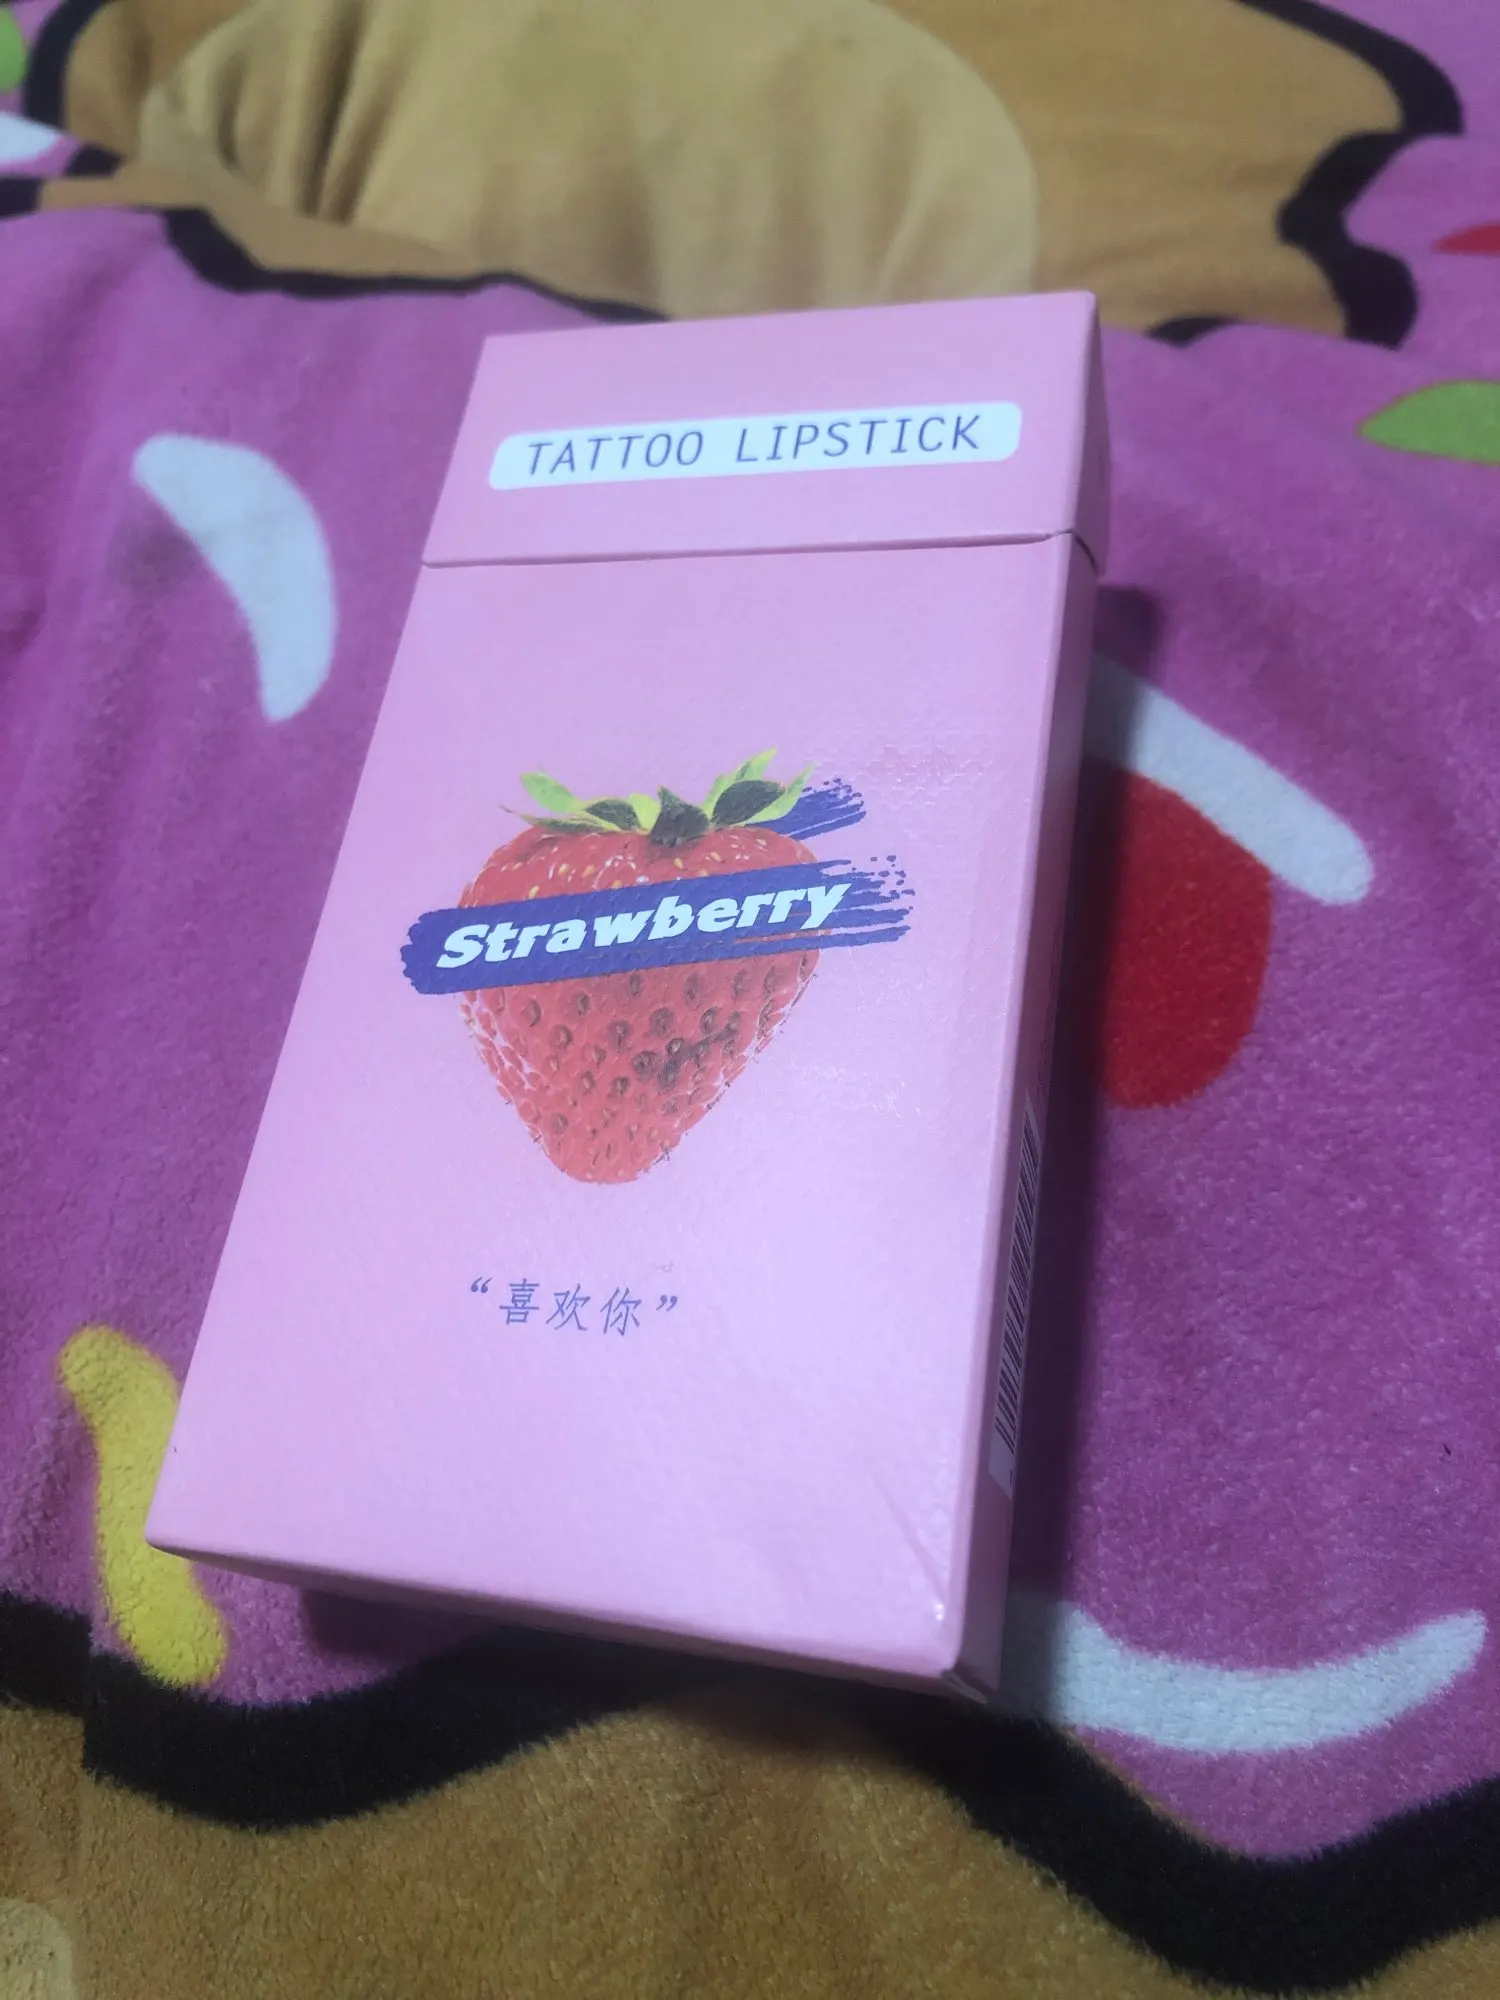 TATTOO LIPSTICK
Strawberry
“喜欢你”